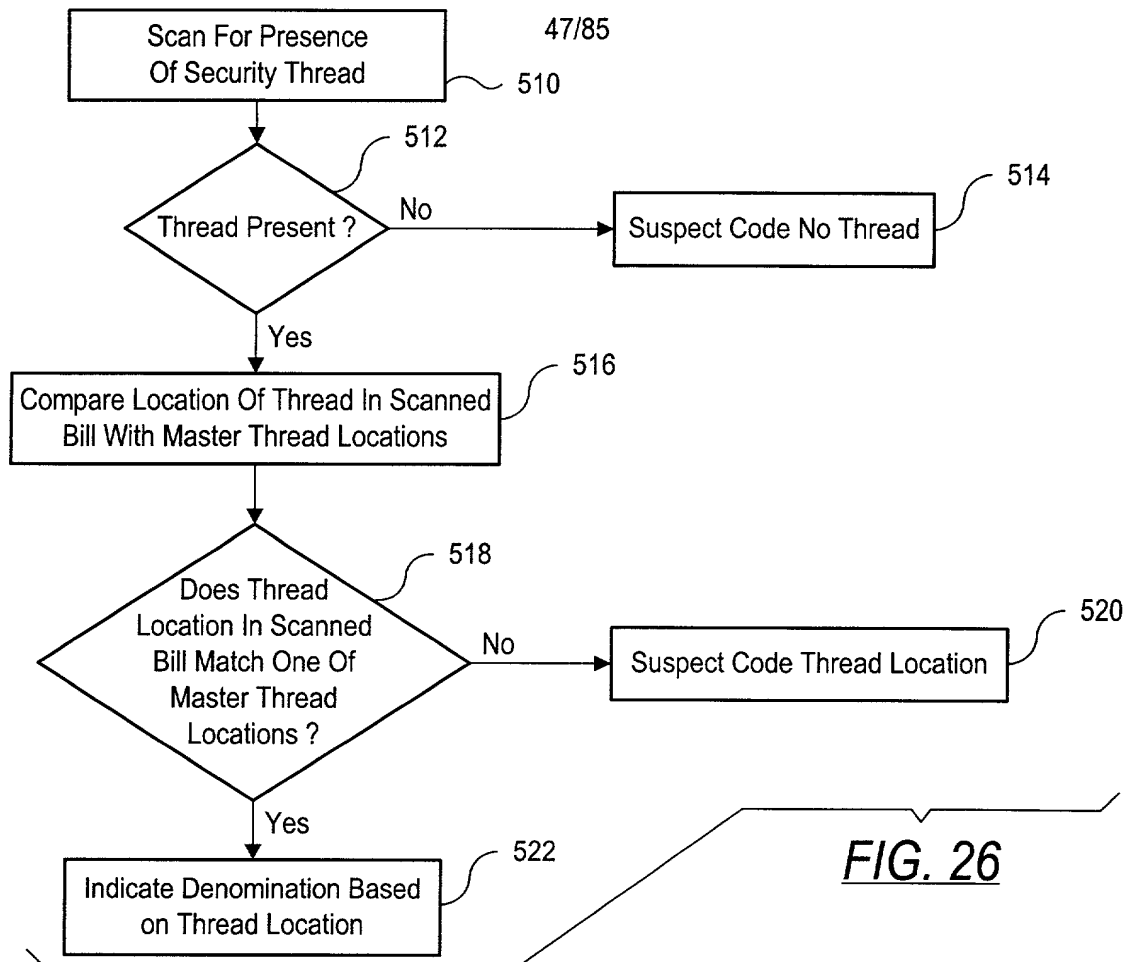 47/85
Scan For Presence
Of Security Thread
510
512
Thread Present ?
No
514
Suspect Code No Thread
Yes
516
Compare Location Of Thread In Scanned
Bill With Master Thread Locations
518
Does Thread
Location In Scanned
Bill Match One Of
Master Thread
Locations ?
No
520
Suspect Code Thread Location
Yes
522
Indicate Denomination Based
on Thread Location
FIG. 26